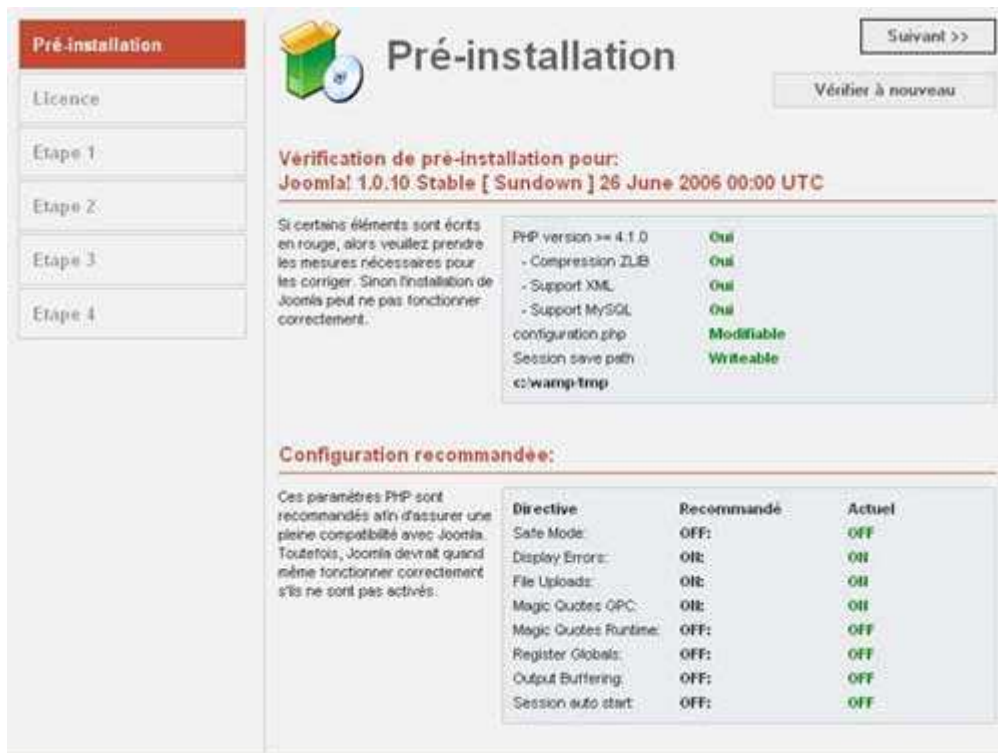 Pré-installation
Licence
Etape 1
Etape 2
Etape 3
Etape 4
Pré-installation
Suivant >>
Vérifier à nouveau
Vérification de pré-installation pour:
Joomla! 1.0.10 Stable [ Sundown ] 26 June 2006 00:00 UTC
Si certains éléments sont écrits
en rouge, alors veuillez prendre
les mesures nécessaires pour
les corriger. Sinon l'installation de
Joomla peut ne pas fonctionner
correctement.
PHP version >= 4.1.0 Oui
- Compression ZLIB Oui
- Support XML Oui
- Support MySQL Oui
configuration.php Modifiable
Session save path Writeable
c:/wamp/tmp
Configuration recommandée:
Ces paramètres PHP sont
recommandés afin d'assurer une
pleine compatibilité avec Joomla.
Toutefois, Joomla devrait quand
même fonctionner correctement
s'ils ne sont pas activés.
Directive Recommandé Actuel
Safe Mode: OFF: OFF
Display Errors: ON: ON
File Uploads: ON: ON
Magic Quotes GPC: ON: ON
Magic Quotes Runtime: OFF: OFF
Register Globals: OFF: OFF
Output Buffering: OFF: OFF
Session auto start: OFF: OFF